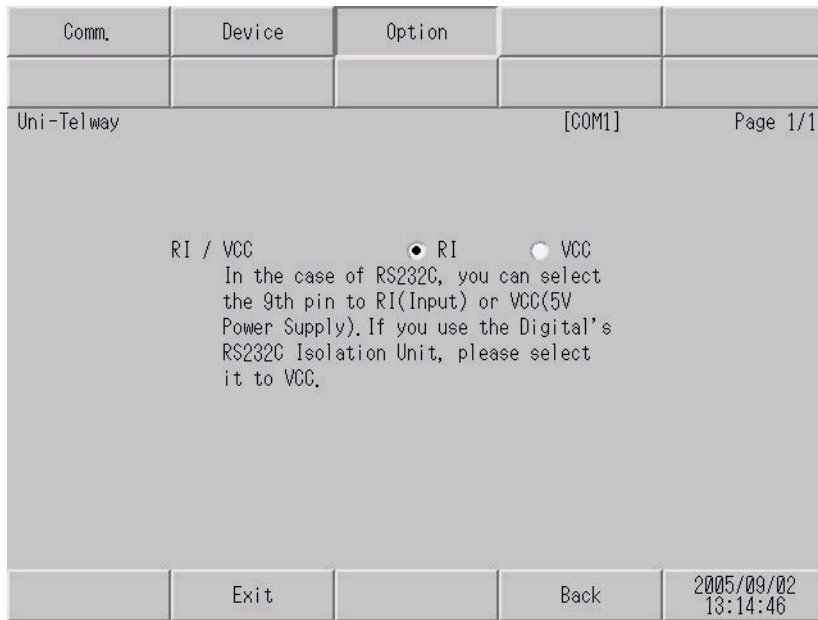 Comm. Device Option
Uni-Telway [COM1] Page 1/1
RI / VCC RI VCC
In the case of RS232C, you can select
the 9th pin to RI(Input) or VCC(5V
Power Supply).If you use the Digital's
RS232C Isolation Unit, please select
it to VCC.
Exit Back 2005/09/02
13:14:46